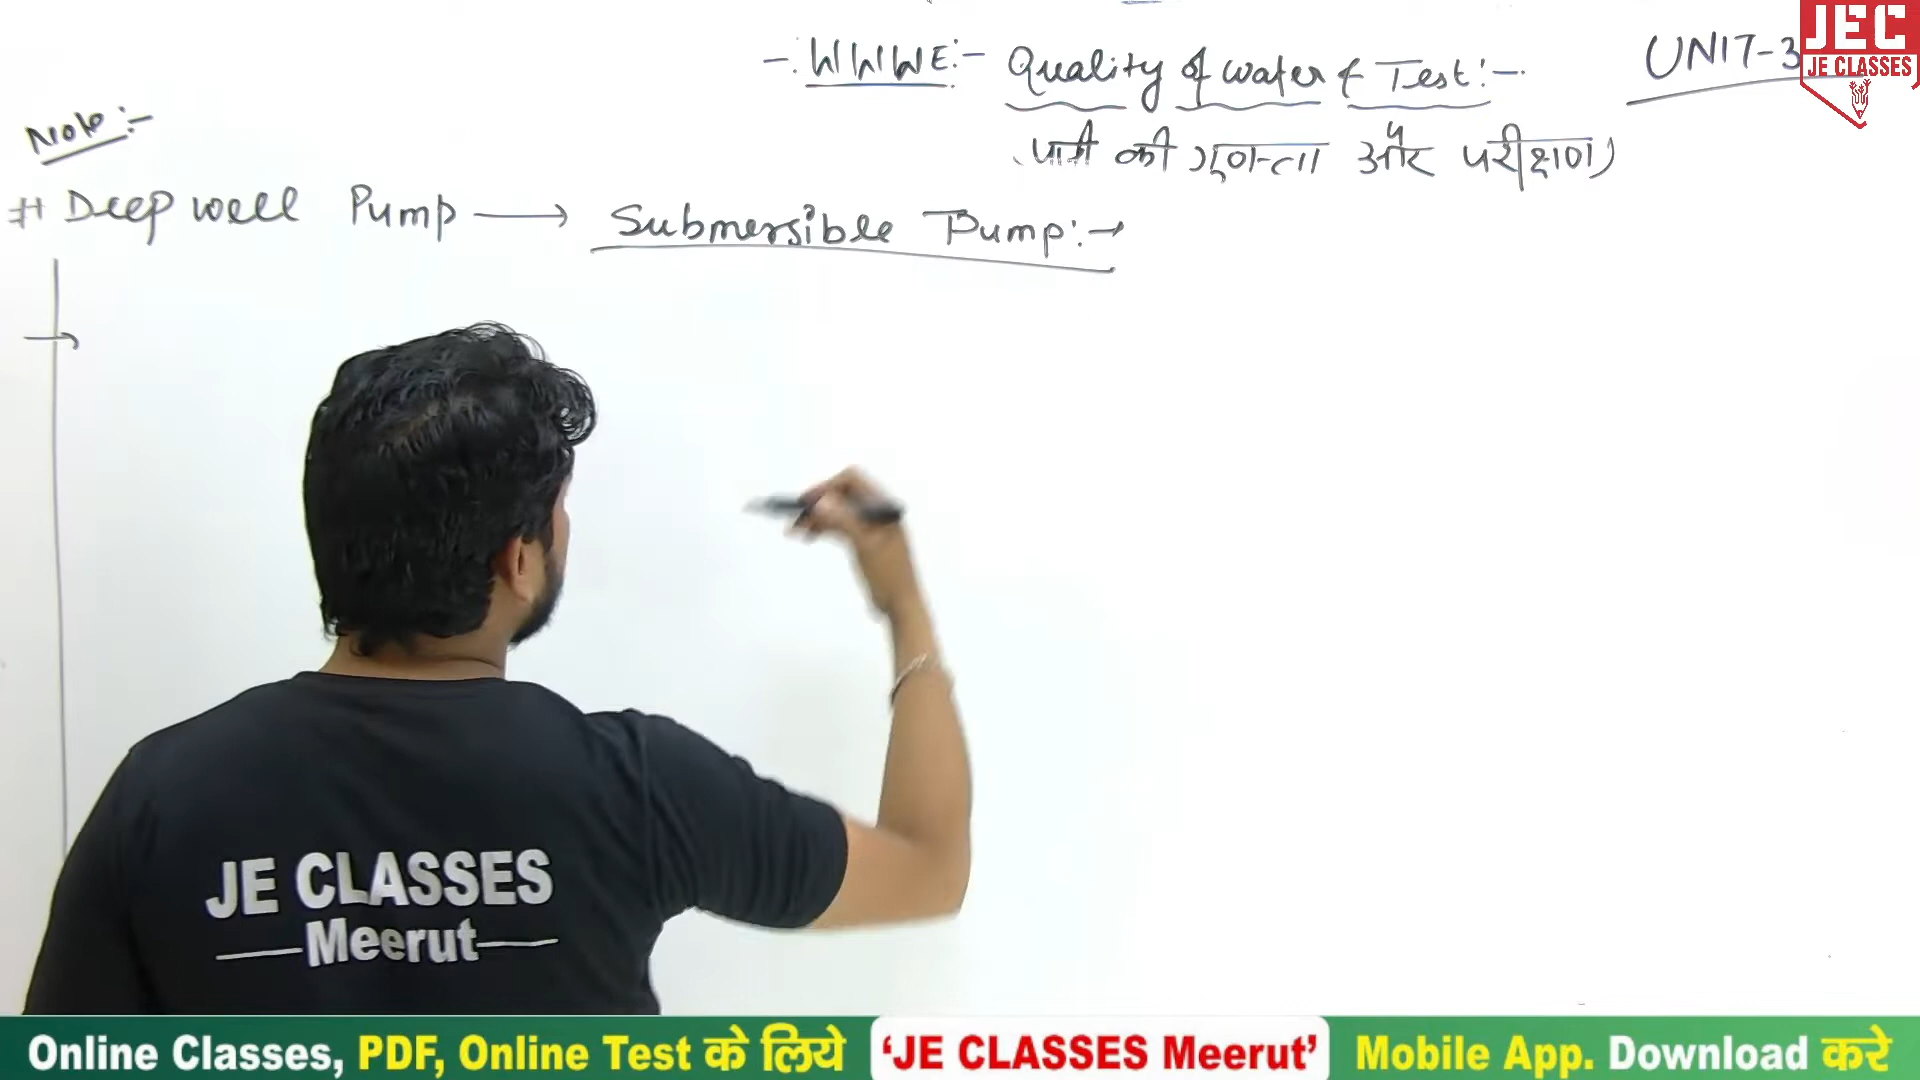 -: WWWE:- Quality of water & Test:-
UNIT-3
JEC
JE CLASSES
पानी की गुणवत्ता और परीक्षण)
Note:-
# Deep well Pump → Submersible Pump:→
→
JE CLASSES
Meerut
Online Classes, PDF, Online Test के लिये 'JE CLASSES Meerut' Mobile App. Download करे